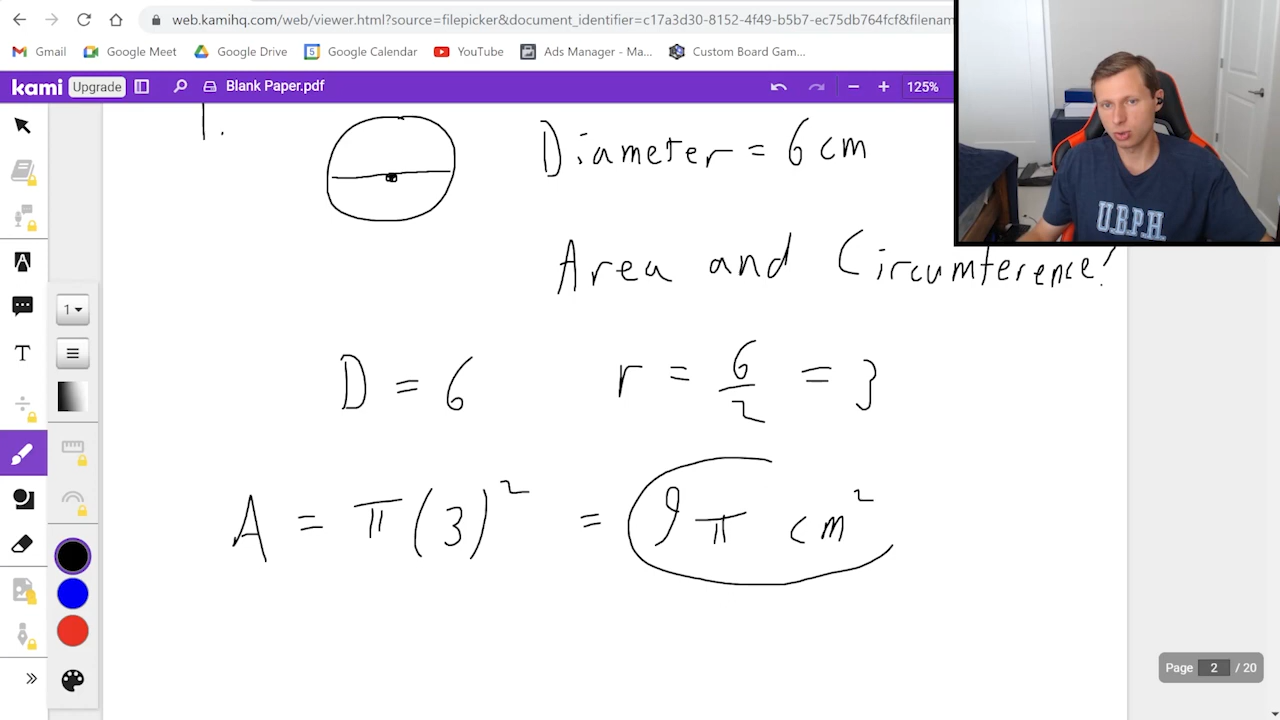 web.kamihq.com/web/viewer.html?source=filepicker&document_identifier=c17a3d30-8152-4f49-b5b7-ec75db764fcf&filenam
Gmail Google Meet Google Drive 5 Google Calendar YouTube Ads Manager - Ma... Custom Board Gam...
kami Upgrade Blank Paper.pdf 125%
1.
Diameter = 6 cm
U.B.P.H.
Area and Circumference?
1
T
D = 6 r = 6/2 = 3
A = π(3)² = 9π cm²
Page 2 / 20